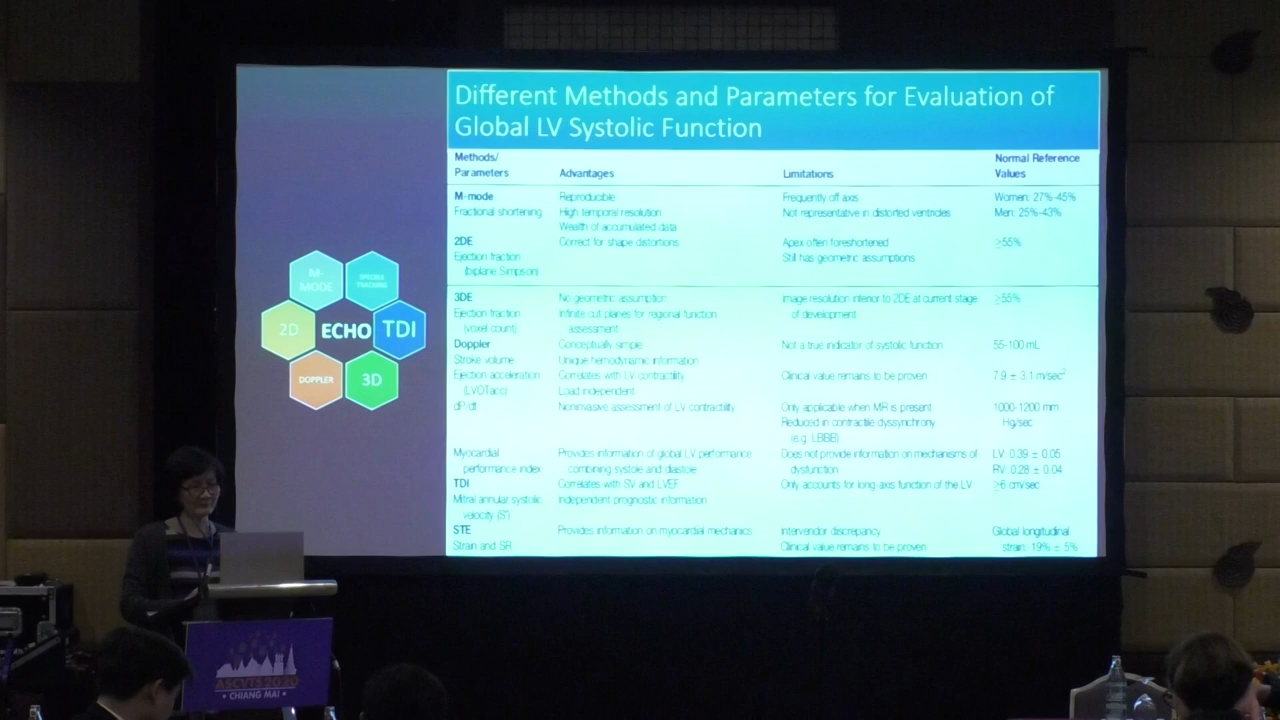 Different Methods and Parameters for Evaluation of
Global LV Systolic Function
Methods/
Parameters Advantages Limitations Normal Reference
Values
M-mode Reproducible Frequently off axis Women: 27%-45%
Fractional shortening High temporal resolution Not representative in distorted ventricles Men: 25%-43%
Wealth of accumulated data
2DE Correct for shape distortions Apex often foreshortened ≥55%
Ejection fraction Still has geometric assumptions
(biplane Simpson)
3DE No geometric assumption Image resolution inferior to 2DE at current stage ≥55%
Ejection fraction Infinite cut planes for regional function of development
(voxel count) assessment
Doppler Conceptually simple Not a true indicator of systolic function 55-100 mL
Stroke volume Unique hemodynamic information
Ejection acceleration Correlates with LV contractility Clinical value remains to be proven 7.9 ± 3.1 m/sec²
(LVOTacc) Load independent
dP/dt Noninvasive assessment of LV contractility Only applicable when MR is present 1000-1200 mm
Reduced in contractile dyssynchrony Hg/sec
(e.g. LBBB)
Myocardial Provides information of global LV performance Does not provide information on mechanisms of LV: 0.39 ± 0.05
performance index combining systole and diastole dysfunction RV: 0.28 ± 0.04
TDI Correlates with SV and LVEF Only accounts for long-axis function of the LV ≥6 cm/sec
Mitral annular systolic Independent prognostic information
velocity (S')
STE Provides information on myocardial mechanics Intervendor discrepancy Global longitudinal
Strain and SR Clinical value remains to be proven strain: 19% ± 5%
M-
MODE
SPECKLE
TRACKING
2D
ECHO
TDI
DOPPLER
3D
ASCVTS 2020
• CHIANG MAI •